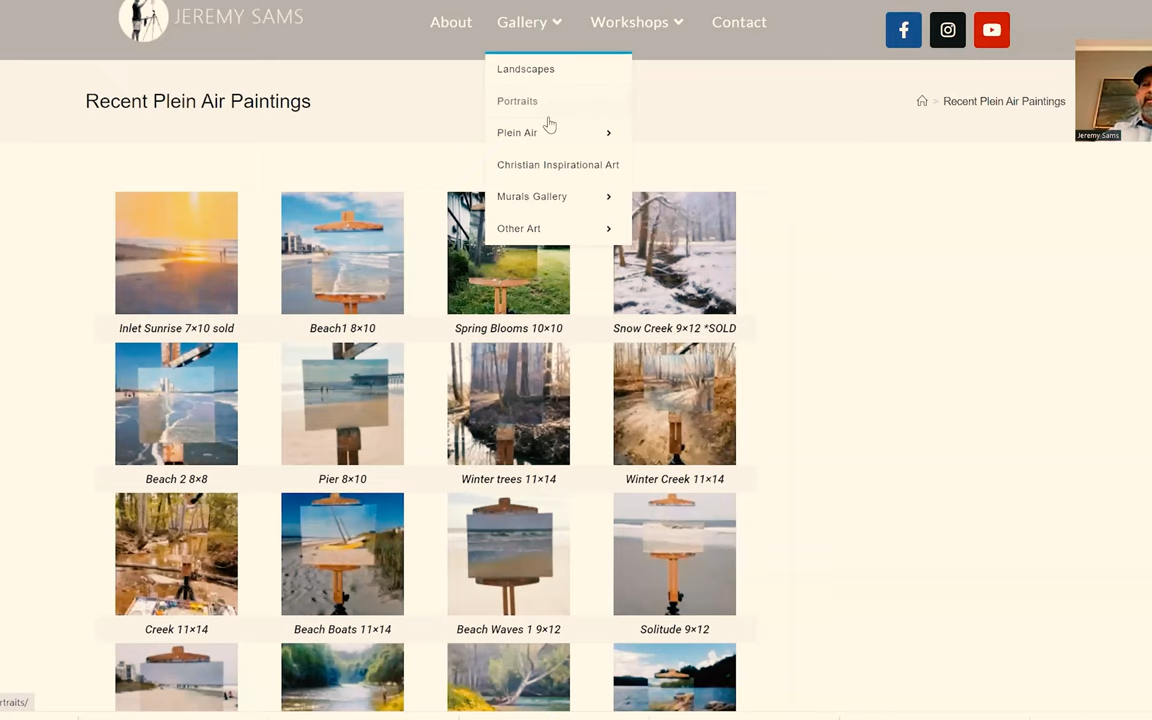 JEREMY SAMS
About
Gallery
Workshops
Contact
Landscapes
Portraits
Plein Air
Christian Inspirational Art
Murals Gallery
Other Art
Recent Plein Air Paintings
> Recent Plein Air Paintings
Jeremy Sams
Inlet Sunrise 7×10 sold
Beach1 8×10
Spring Blooms 10×10
Snow Creek 9×12 *SOLD
Beach 2 8×8
Pier 8×10
Winter trees 11×14
Winter Creek 11×14
Creek 11×14
Beach Boats 11×14
Beach Waves 1 9×12
Solitude 9×12
rtraits/